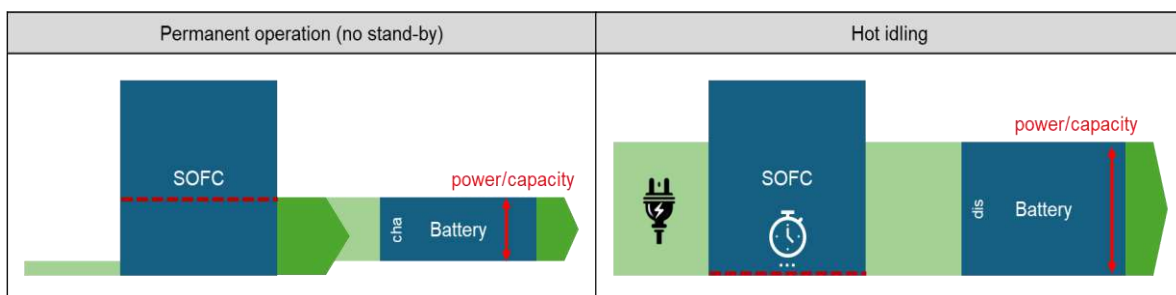 Permanent operation (no stand-by)
Hot idling
SOFC
power/capacity
cha
Battery
power/capacity
SOFC
dis
Battery